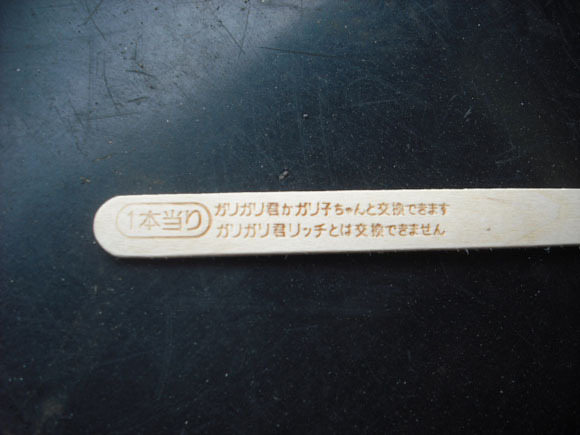 1本当り
ガリガリ君かガリ子ちゃんと交換できます
ガリガリ君リッチとは交換できません